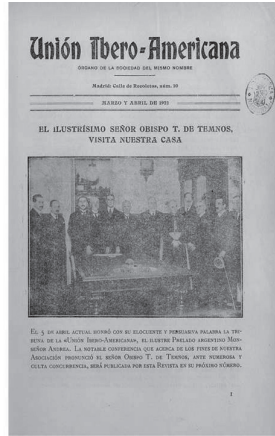 Unión Ibero-Americana
ÓRGANO DE LA SOCIEDAD DEL MISMO NOMBRE
Madrid: Calle de Recoletos, núm. 10
MARZO Y ABRIL DE 1921
EL ILUSTRÍSIMO SEÑOR OBISPO T. DE TEMNOS,
VISITA NUESTRA CASA
EL 5 DE ABRIL ACTUAL HONRÓ CON SU ELOCUENTE Y PERSUASIVA PALABRA LA TRI-
BUNA DE LA «UNIÓN IBERO-AMERICANA», EL ILUSTRE PRELADO ARGENTINO MON-
SEÑOR ANDREA. LA NOTABLE CONFERENCIA QUE ACERCA DE LOS FINES DE NUESTRA
ASOCIACIÓN PRONUNCIÓ EL SEÑOR OBISPO T. DE TEMNOS, ANTE NUMEROSA Y
CULTA CONCURRENCIA, SERÁ PUBLICADA POR ESTA REVISTA EN SU PRÓXIMO NÚMERO.
1